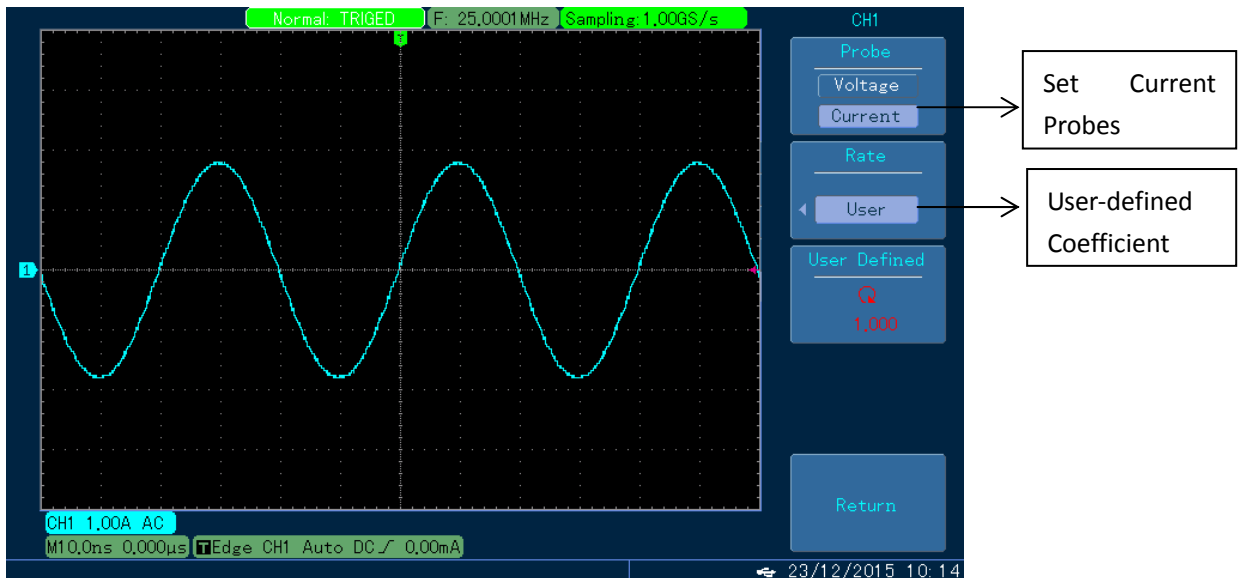 Normal: TRIGED F: 25.0001MHz Sampling:1.00GS/s CH1
T
Probe
Voltage
Current
Set Current
Probes
Rate
User
User-defined
Coefficient
User Defined
1.000
1
Return
CH1 1.00A AC
M10.0ns 0.000μs TEdge CH1 Auto DC 0.00mA
23/12/2015 10:14